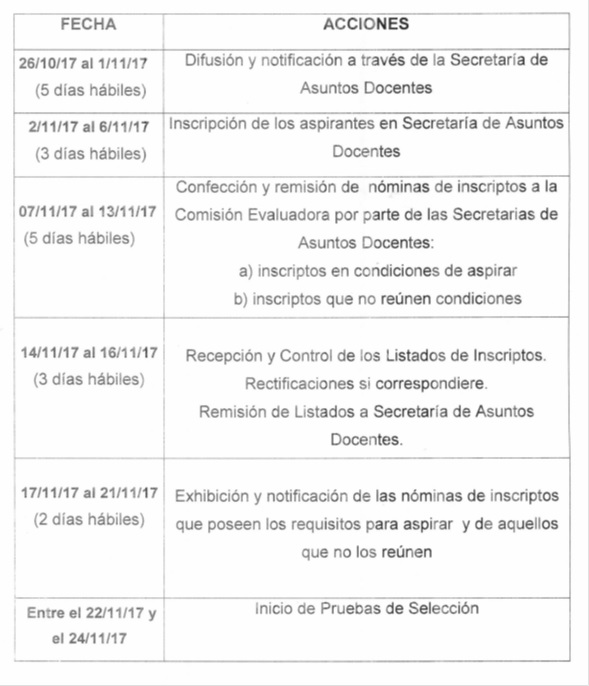 FECHA
ACCIONES
26/10/17 al 1/11/17
(5 días hábiles)
Difusión y notificación a través de la Secretaría de
Asuntos Docentes
2/11/17 al 6/11/17
(3 días hábiles)
Inscripción de los aspirantes en Secretaría de Asuntos
Docentes
07/11/17 al 13/11/17
(5 días hábiles)
Confección y remisión de nóminas de inscriptos a la
Comisión Evaluadora por parte de las Secretarias de
Asuntos Docentes:
a) inscriptos en condiciones de aspirar
b) inscriptos que no reúnen condiciones
14/11/17 al 16/11/17
(3 días hábiles)
Recepción y Control de los Listados de Inscriptos.
Rectificaciones si correspondiere.
Remisión de Listados a Secretaría de Asuntos
Docentes.
17/11/17 al 21/11/17
(2 días hábiles)
Exhibición y notificación de las nóminas de inscriptos
que poseen los requisitos para aspirar y de aquellos
que no los reúnen
Entre el 22/11/17 y
el 24/11/17
Inicio de Pruebas de Selección